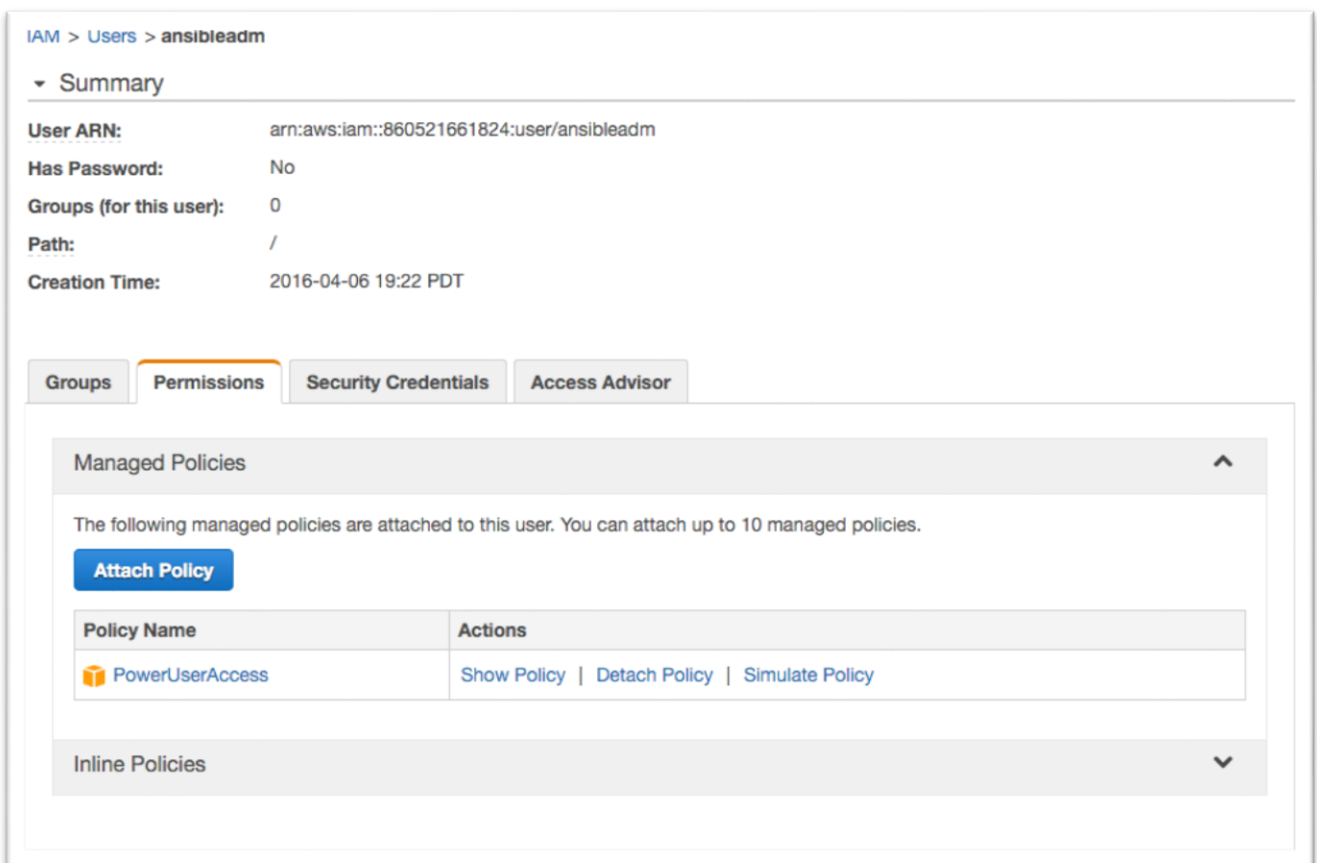 IAM > Users > ansibleadm
Summary
User ARN: arn:aws:iam::860521661824:user/ansibleadm
Has Password: No
Groups (for this user): 0
Path: /
Creation Time: 2016-04-06 19:22 PDT
Groups Permissions Security Credentials Access Advisor
Managed Policies
The following managed policies are attached to this user. You can attach up to 10 managed policies.
Attach Policy
Policy Name Actions
PowerUserAccess Show Policy | Detach Policy | Simulate Policy
Inline Policies